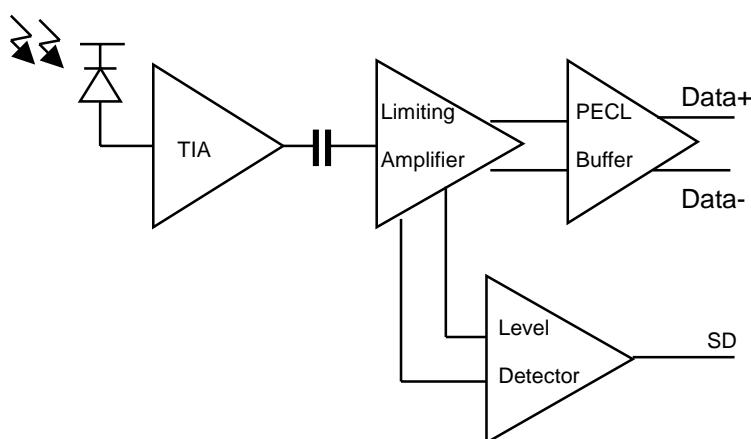 TIA
Limiting
Amplifier
PECL
Buffer
Data+
Data-
Level
Detector
SD